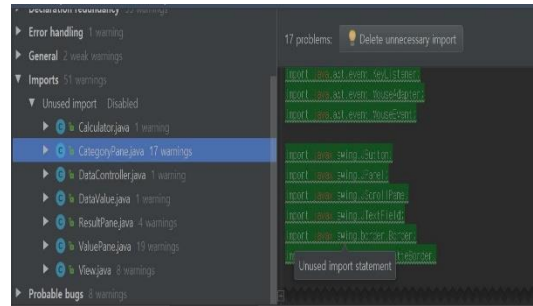 Declaration redundancy 53 warnings
Error handling 1 warning
General 2 weak warnings
Imports 51 warnings
Unused import Disabled
Calculator.java 1 warning
CategoryPane.java 17 warnings
DataController.java 1 warning
DataValue.java 1 warning
ResultPane.java 4 warnings
ValuePane.java 19 warnings
View.java 8 warnings
Probable bugs 8 warnings
17 problems:
Delete unnecessary import
import java.awt.event.KeyListener;
import java.awt.event.MouseAdapter;
import java.awt.event.MouseEvent;
import javax.swing.JButton;
import javax.swing.JPanel;
import javax.swing.JScrollPane;
import javax.swing.JTextField;
import javax.swing.border.Border;
Unused import statement